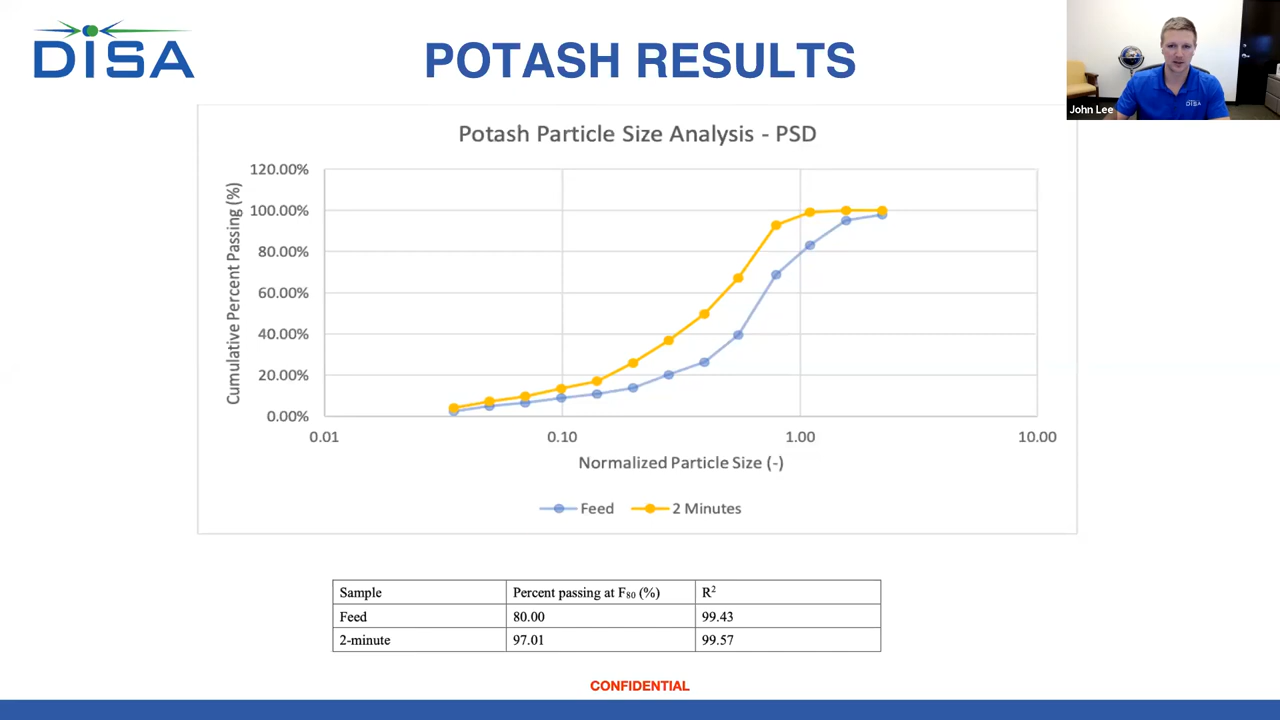 DISA
POTASH RESULTS
John Lee
DISA
Potash Particle Size Analysis - PSD
Cumulative Percent Passing (%)
120.00%
100.00%
80.00%
60.00%
40.00%
20.00%
0.00%
0.01 0.10 1.00 10.00
Normalized Particle Size (-)
Feed 2 Minutes
Sample Percent passing at F80 (%) R2
Feed 80.00 99.43
2-minute 97.01 99.57
CONFIDENTIAL